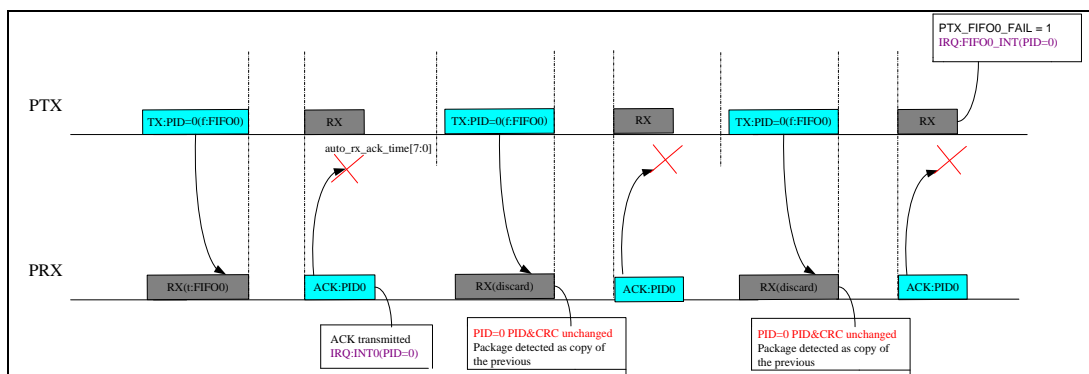 PTX_FIFO0_FAIL = 1
IRQ:FIFO0_INT(PID=0)
PTX
TX:PID=0(f:FIFO0)
RX
TX:PID=0(f:FIFO0)
RX
TX:PID=0(f:FIFO0)
RX
auto_rx_ack_time[7:0]
PRX
RX(t:FIFO0)
ACK:PID0
RX(discard)
ACK:PID0
RX(discard)
ACK:PID0
ACK transmitted
IRQ:INT0(PID=0)
PID=0 PID&CRC unchanged
Package detected as copy of
the previous
PID=0 PID&CRC unchanged
Package detected as copy of
the previous